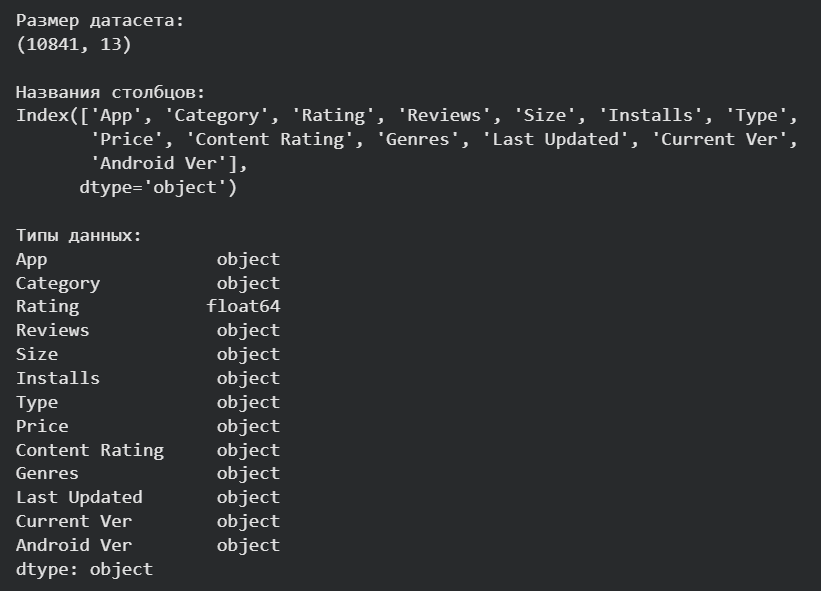 Размер датасета:
(10841, 13)
Названия столбцов:
Index(['App', 'Category', 'Rating', 'Reviews', 'Size', 'Installs', 'Type',
'Price', 'Content Rating', 'Genres', 'Last Updated', 'Current Ver',
'Android Ver'],
dtype='object')
Типы данных:
App object
Category object
Rating float64
Reviews object
Size object
Installs object
Type object
Price object
Content Rating object
Genres object
Last Updated object
Current Ver object
Android Ver object
dtype: object